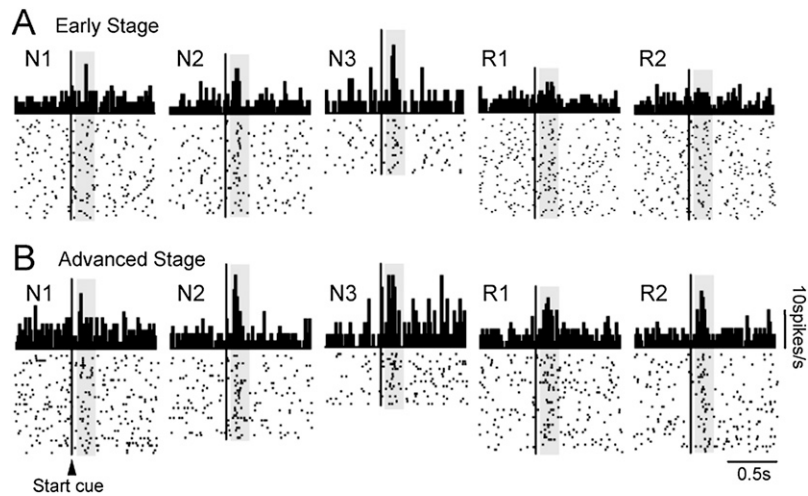 A Early Stage
N1 N2 N3 R1 R2
B Advanced Stage
N1 N2 N3 R1 R2
10spikes/s
Start cue
0.5s